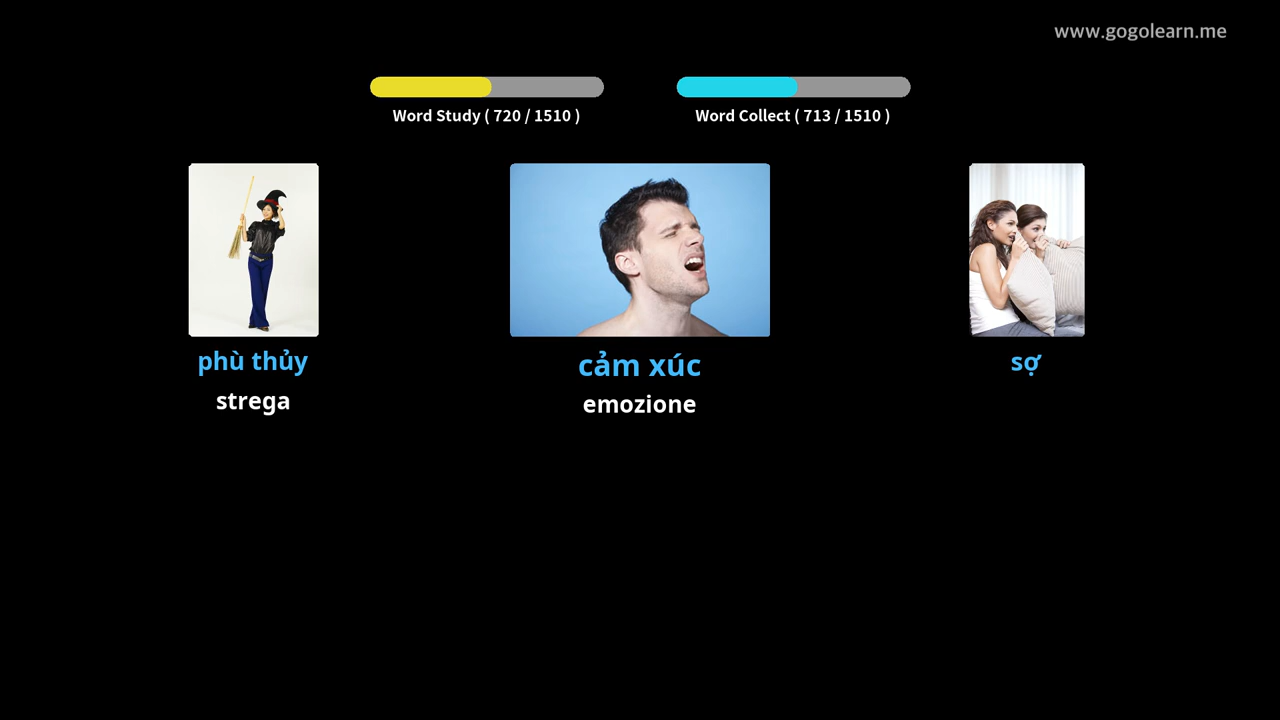 www.gogolearn.me
Word Study ( 720 / 1510 )
Word Collect ( 713 / 1510 )
phù thủy
strega
cảm xúc
emozione
sợ